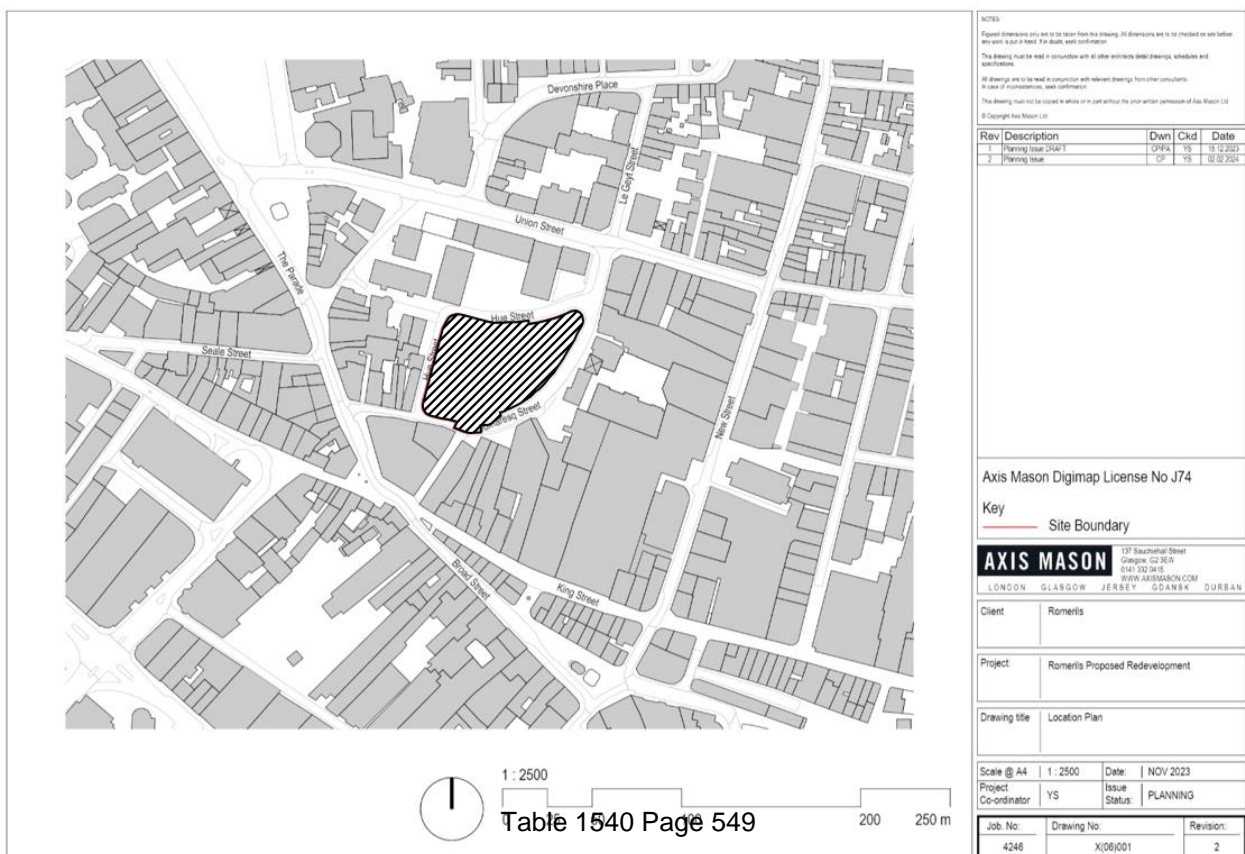 Devonshire Place
Le Geyt Street
Union Street
The Parade
Hue Street
Seale Street
Hue Street
New Street
Broad Street
King Street
1 : 2500
0 25 50 100 200 250 m
Table 1540 Page 549
NOTES
Figured dimensions only are to be taken from this drawing. All dimensions are to be checked on site before
any work is put in hand. If in doubt, seek confirmation.
This drawing must be read in conjunction with all other architects detail drawings, schedules and
specifications.
All drawings are to be read in conjunction with relevant drawings from other consultants.
In case of inconsistencies, seek confirmation.
This drawing must not be copied in whole or in part without the prior written permission of Axis Mason Ltd.
© Copyright Axis Mason Ltd
Rev Description Dwn Ckd Date
1 Planning Issue DRAFT CP/PA YS 15.12.2023
2 Planning Issue CP YS 02.02.2024
Axis Mason Digimap License No J74
Key
Site Boundary
AXIS MASON
137 Sauchiehall Street
Glasgow, G2 3EW
0141 332 0415
WWW.AXISMASON.COM
LONDON GLASGOW JERSEY GDANSK DURBAN
Client Romerils
Project: Romerils Proposed Redevelopment
Drawing title Location Plan
Scale @ A4 1 : 2500 Date: NOV 2023
Project Co-ordinator YS Issue Status: PLANNING
Job. No: Drawing No: Revision:
4246 X(06)001 2